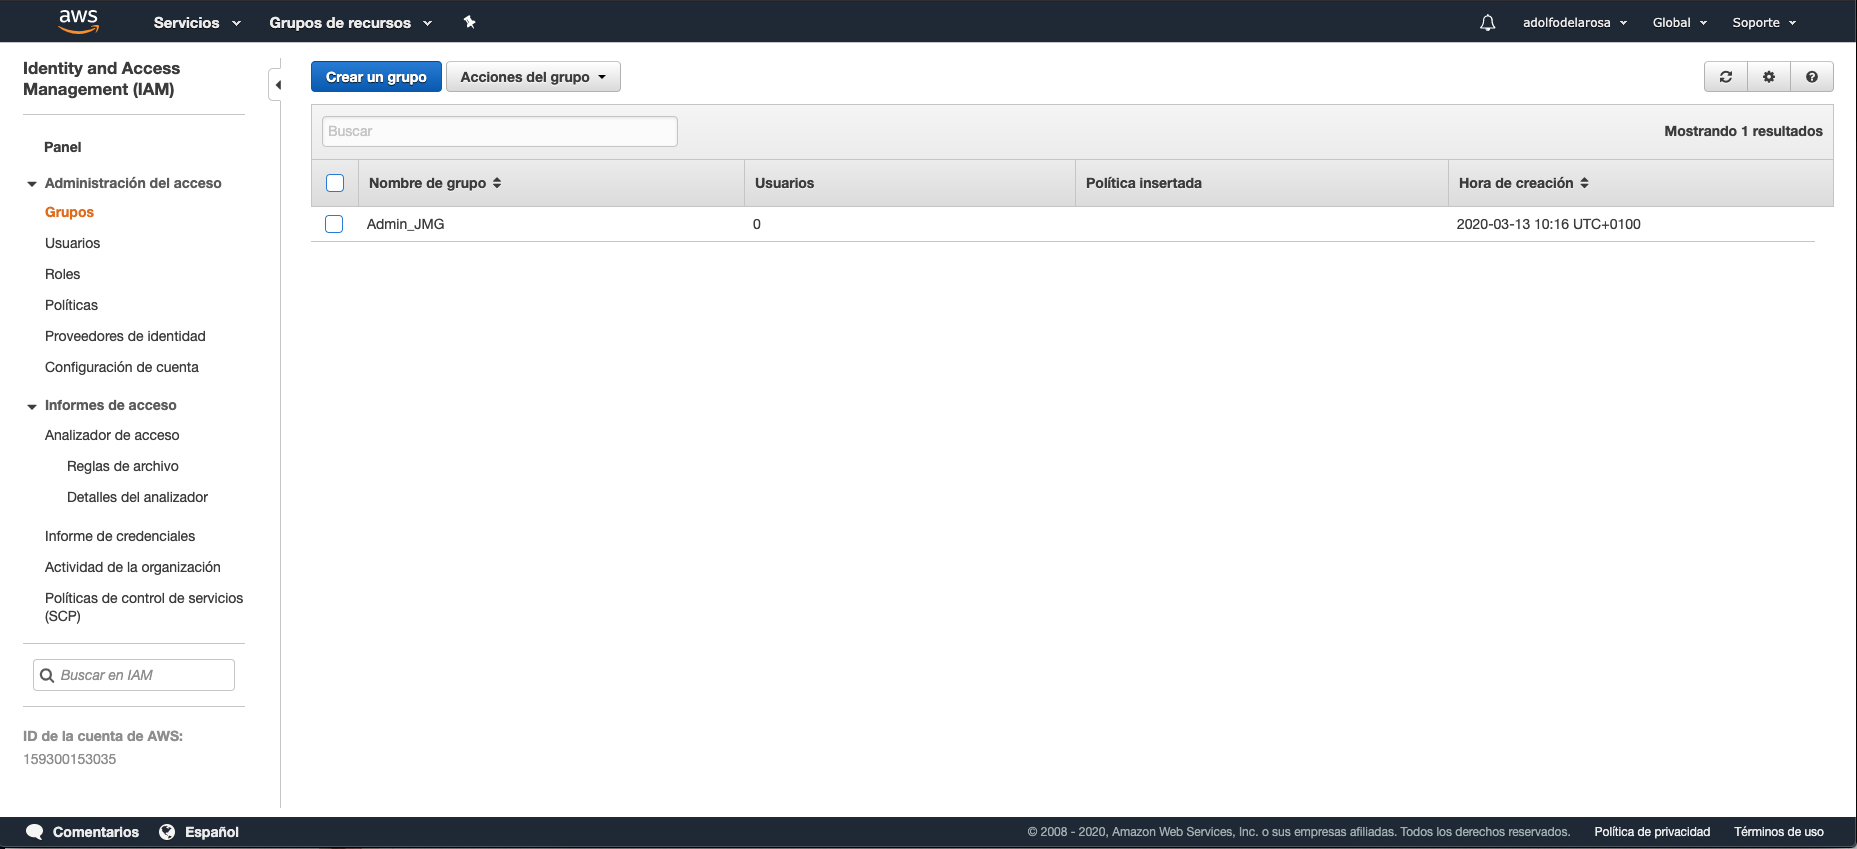 aws
Servicios
Grupos de recursos
adolfodelarosa
Global
Soporte
Identity and Access
Management (IAM)
Panel
Administración del acceso
Grupos
Usuarios
Roles
Políticas
Proveedores de identidad
Configuración de cuenta
Informes de acceso
Analizador de acceso
Reglas de archivo
Detalles del analizador
Informe de credenciales
Actividad de la organización
Políticas de control de servicios
(SCP)
Buscar en IAM
ID de la cuenta de AWS:
159300153035
Crear un grupo
Acciones del grupo
Buscar
Mostrando 1 resultados
Nombre de grupo
Usuarios
Política insertada
Hora de creación
Admin_JMG
0
2020-03-13 10:16 UTC+0100
Comentarios
Español
© 2008 - 2020, Amazon Web Services, Inc. o sus empresas afiliadas. Todos los derechos reservados.
Política de privacidad
Términos de uso